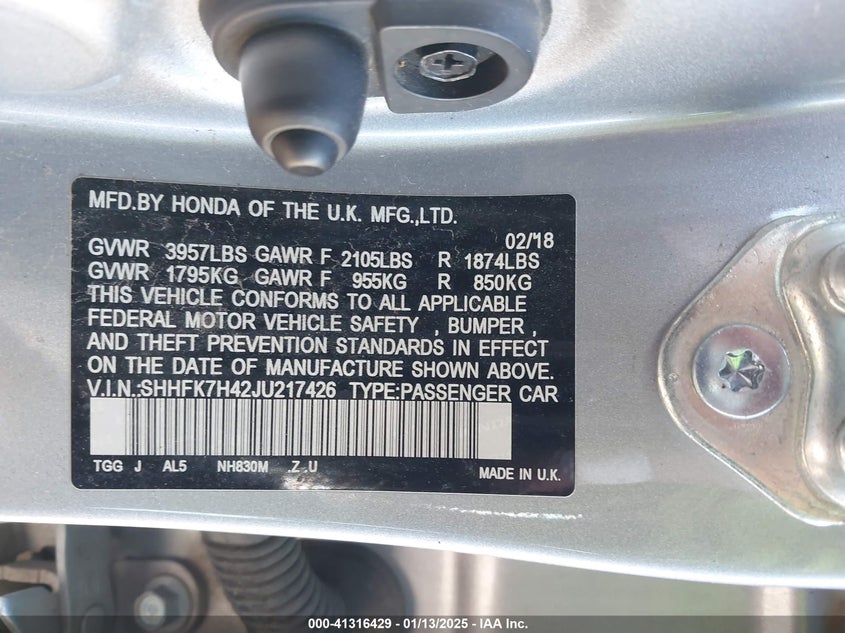 MFD.BY HONDA OF THE U.K. MFG.,LTD.
02/18
GVWR 3957LBS GAWR F 2105LBS R 1874LBS
GVWR 1795KG GAWR F 955KG R 850KG
THIS VEHICLE CONFORMS TO ALL APPLICABLE
FEDERAL MOTOR VEHICLE SAFETY , BUMPER ,
AND THEFT PREVENTION STANDARDS IN EFFECT
ON THE DATE OF MANUFACTURE SHOWN ABOVE.
V.I.N.:SHHFK7H42JU217426 TYPE:PASSENGER CAR
TGG J AL5 NH830M .Z .U
MADE IN U.K.
000-41316429 - 01/13/2025 - IAA Inc.